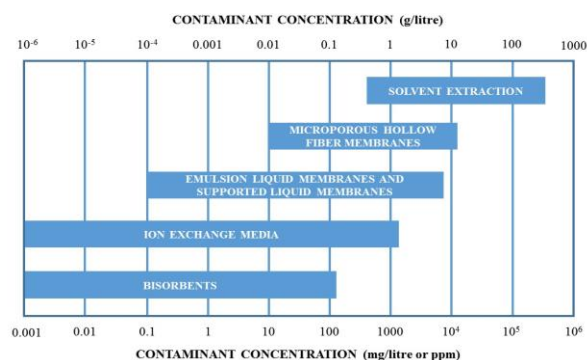 CONTAMINANT CONCENTRATION (g/litre)
10-6 10-5 10-4 0.001 0.01 0.1 1 10 100 1000
SOLVENT EXTRACTION
MICROPOROUS HOLLOW
FIBER MEMBRANES
EMULSION LIQUID MEMBRANES AND
SUPPORTED LIQUID MEMBRANES
ION EXCHANGE MEDIA
BISORBENTS
0.001 0.01 0.1 1 10 100 1000 10⁴ 10⁵ 10⁶
CONTAMINANT CONCENTRATION (mg/litre or ppm)